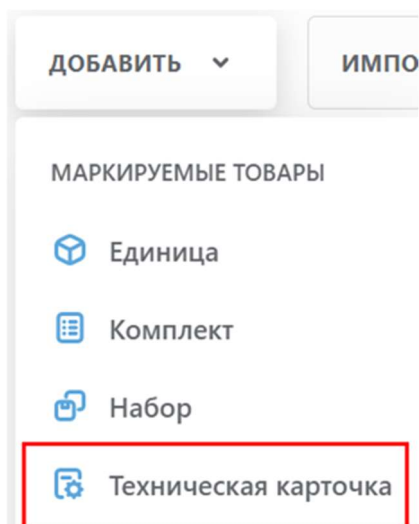 ДОБАВИТЬ ИМПО
МАРКИРУЕМЫЕ ТОВАРЫ
Единица
Комплект
Набор
Техническая карточка